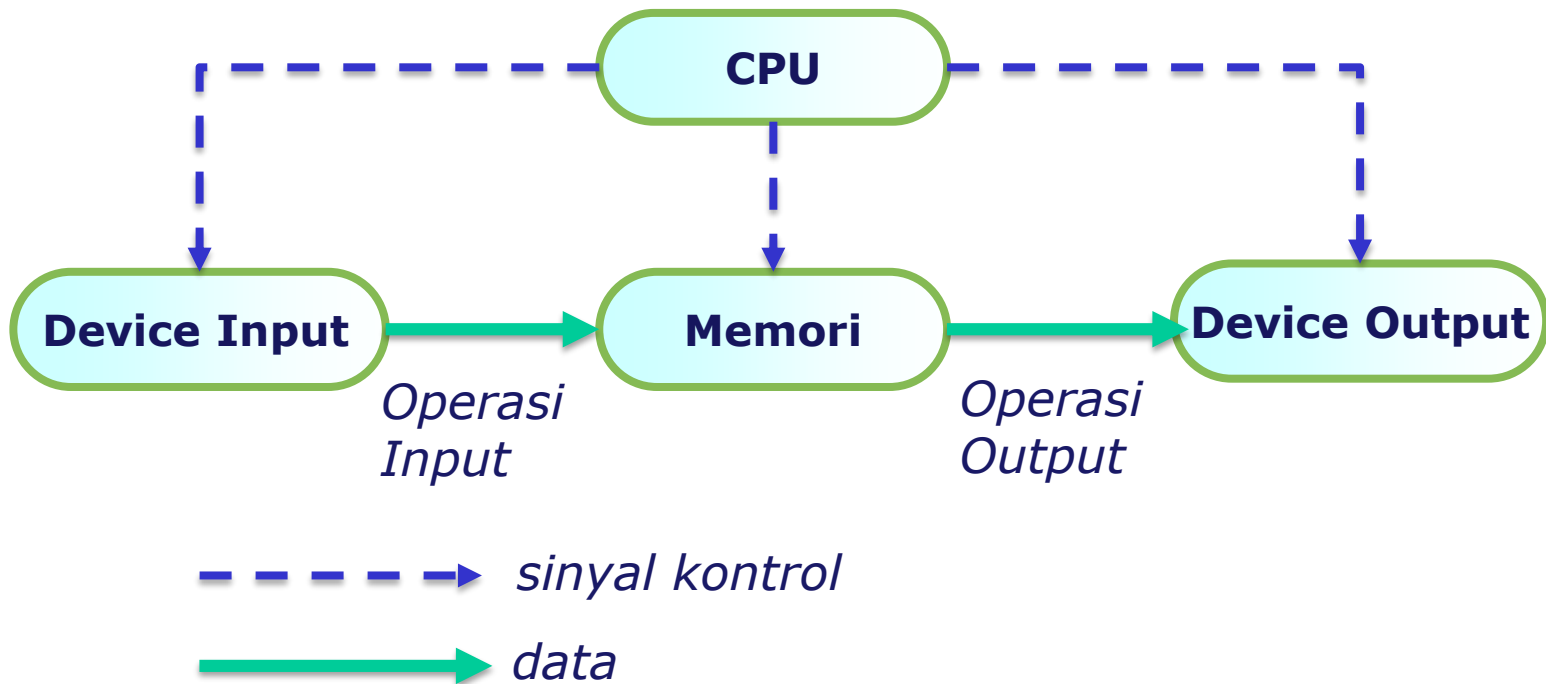 CPU
Device Input
Memori
Device Output
Operasi
Input
Operasi
Output
sinyal kontrol
data